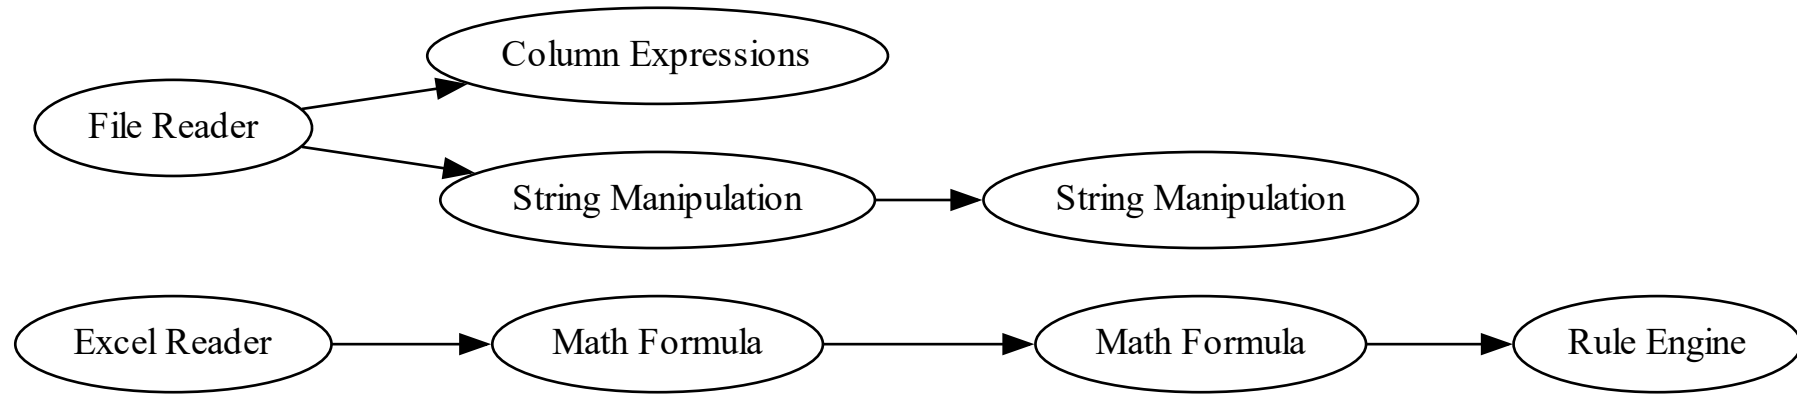 Column Expressions
File Reader
String Manipulation
String Manipulation
Excel Reader
Math Formula
Math Formula
Rule Engine